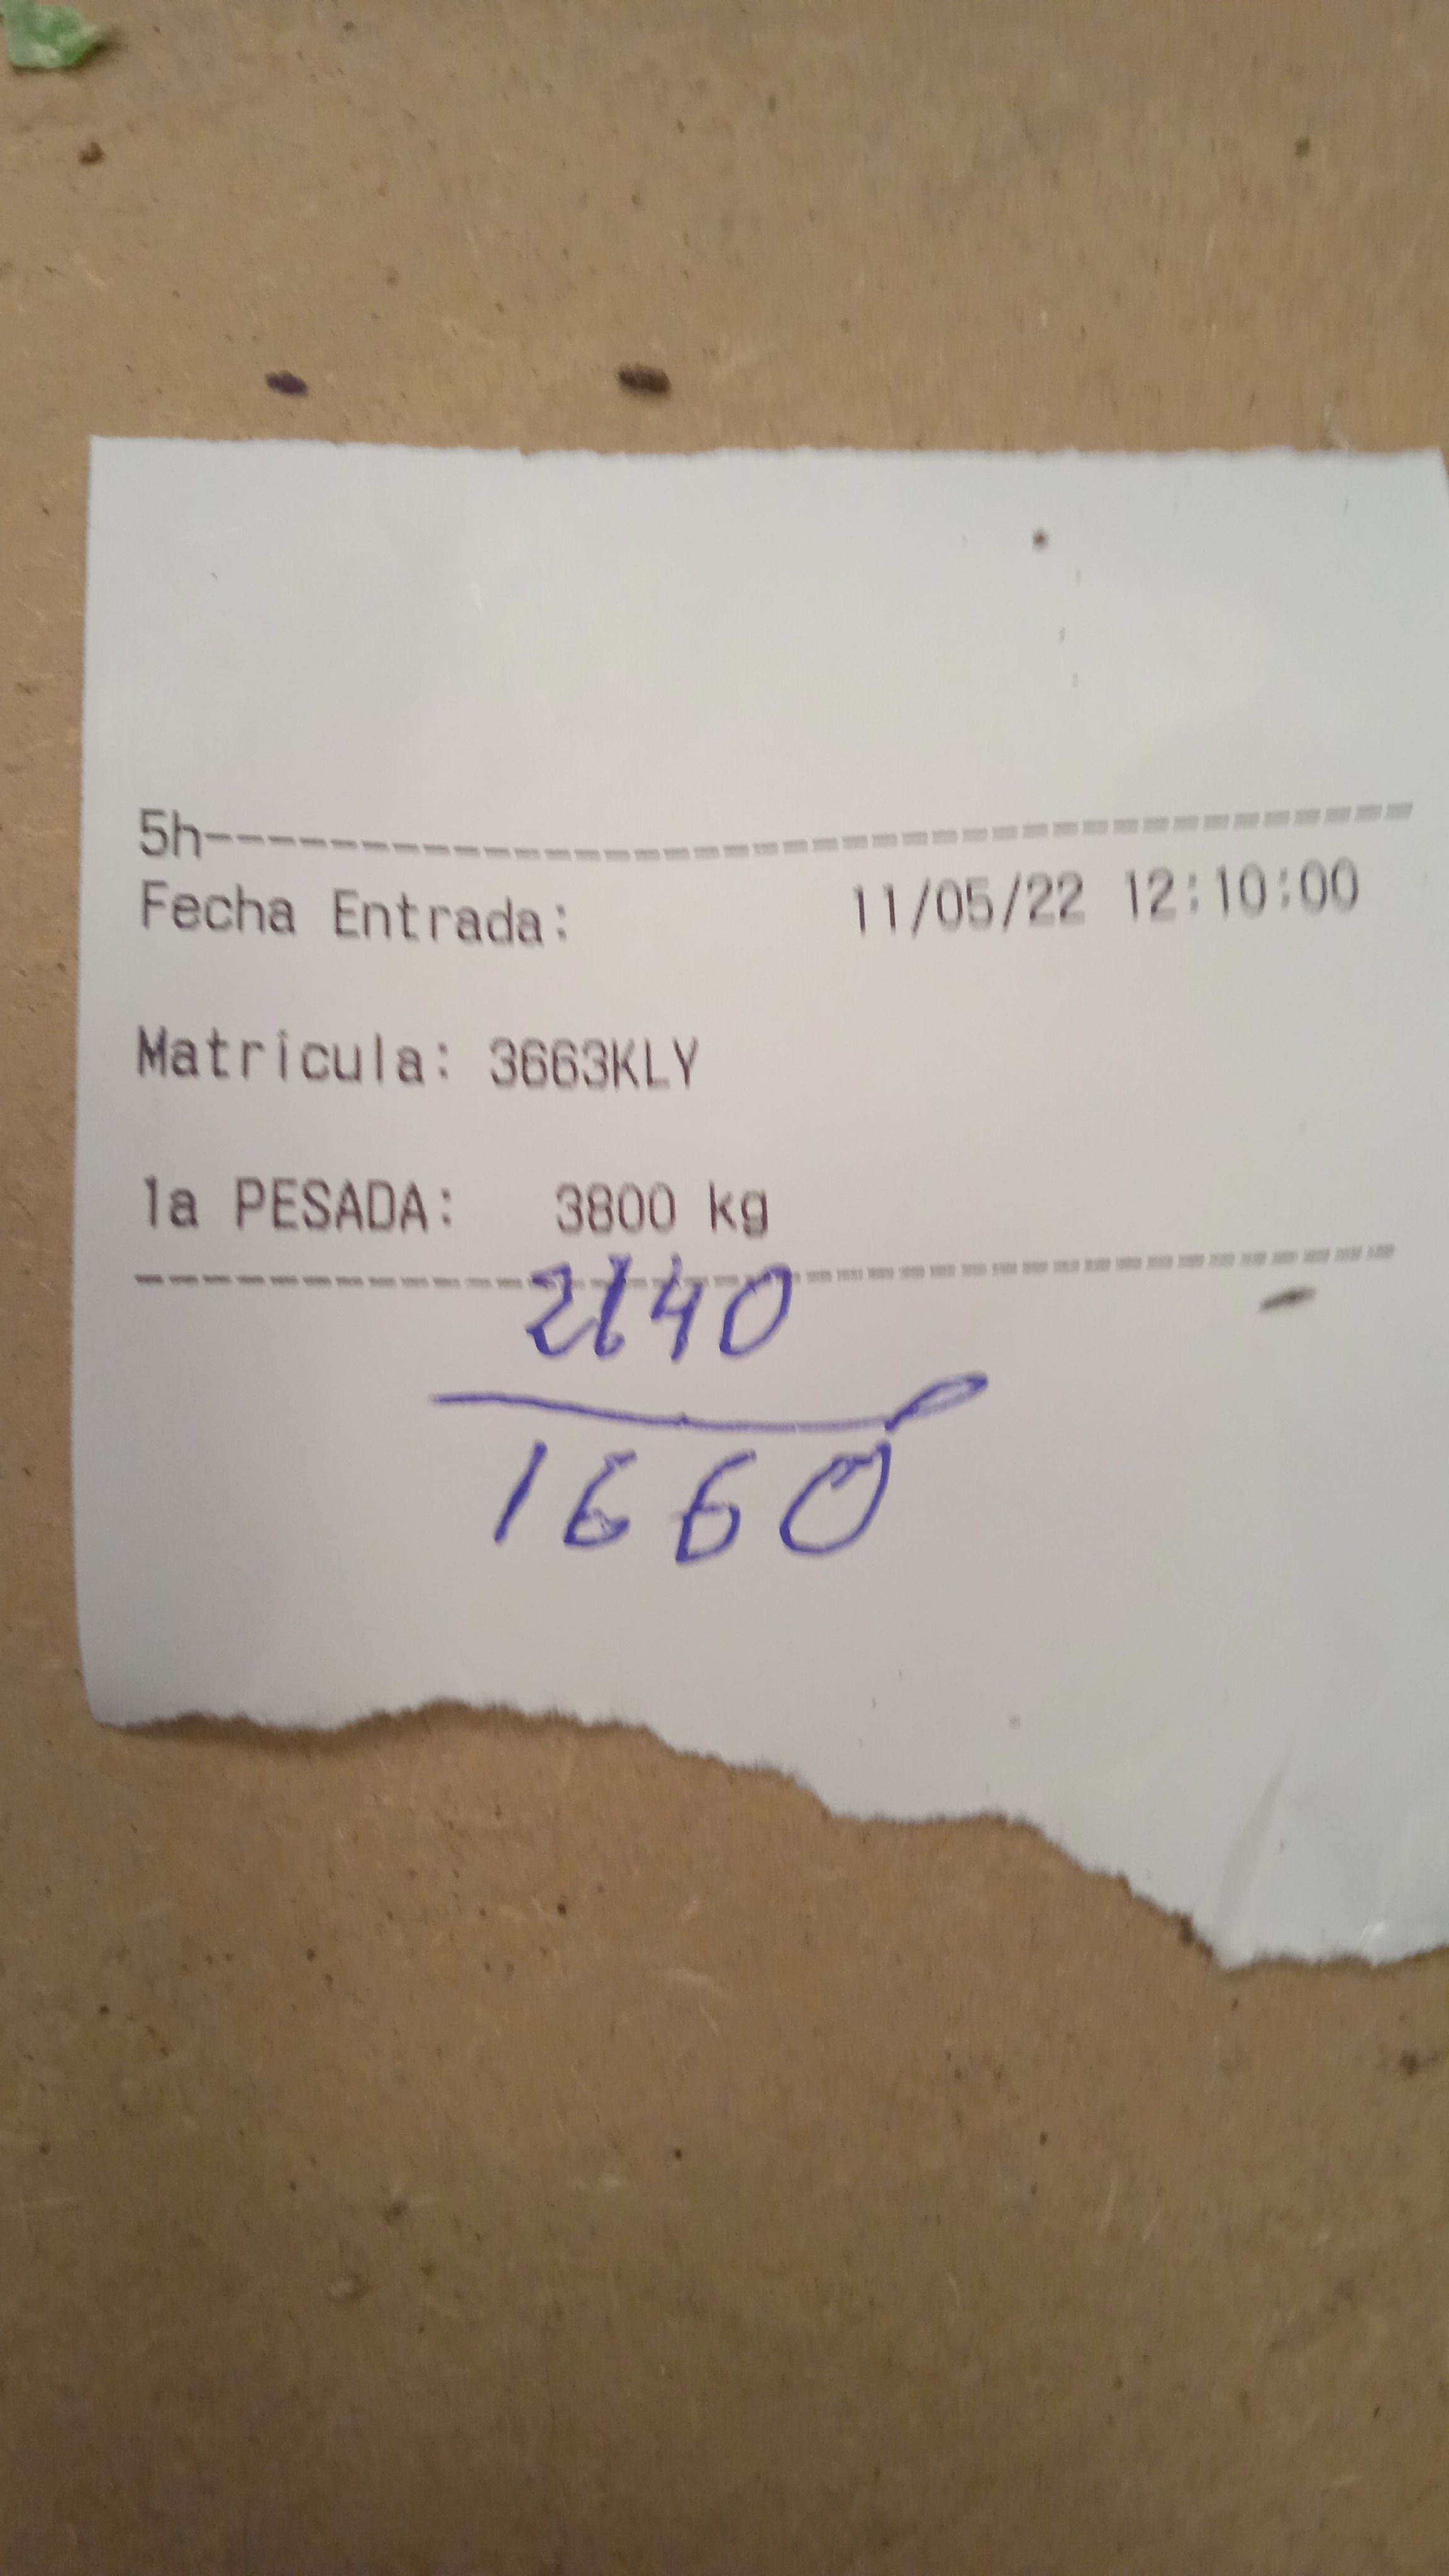 5h----------------------------------------
Fecha Entrada: 11/05/22 12:10:00
Matricula: 3663KLY
1a PESADA: 3800 kg
----------------------------------------
2140
1660